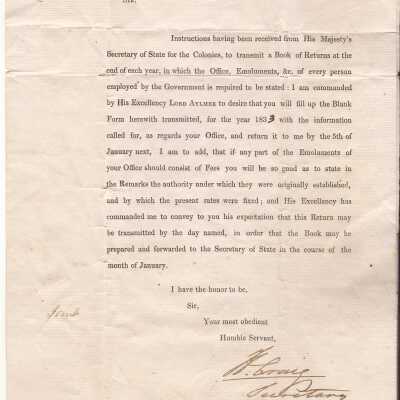 SIR,
Instructions having been received from His Majesty's
Secretary of State for the Colonies, to transmit a Book of Returns at the
end of each year, in which the Office, Emoluments, &c. of every person
employed by the Government is required to be stated: I am commanded
by His Excellency LORD AYLMER to desire that you will fill up the Blank
Form herewith transmitted, for the year 1833 with the information
called for, as regards your Office, and return it to me by the 5th of
January next, I am to add, that if any part of the Emoluments of
your Office should consist of Fees you will be so good as to state in
the Remarks the authority under which they were originally established,
and by which the present rates were fixed; and His Excellency has
commanded me to convey to you his expectation that this Return may
be transmitted by the day named, in order that the Book may be
prepared and forwarded to the Secretary of State in the course of the
month of January.
I have the honor to be,
Sir,
Your most obedient
Humble Servant,
H. Craig
Secretary